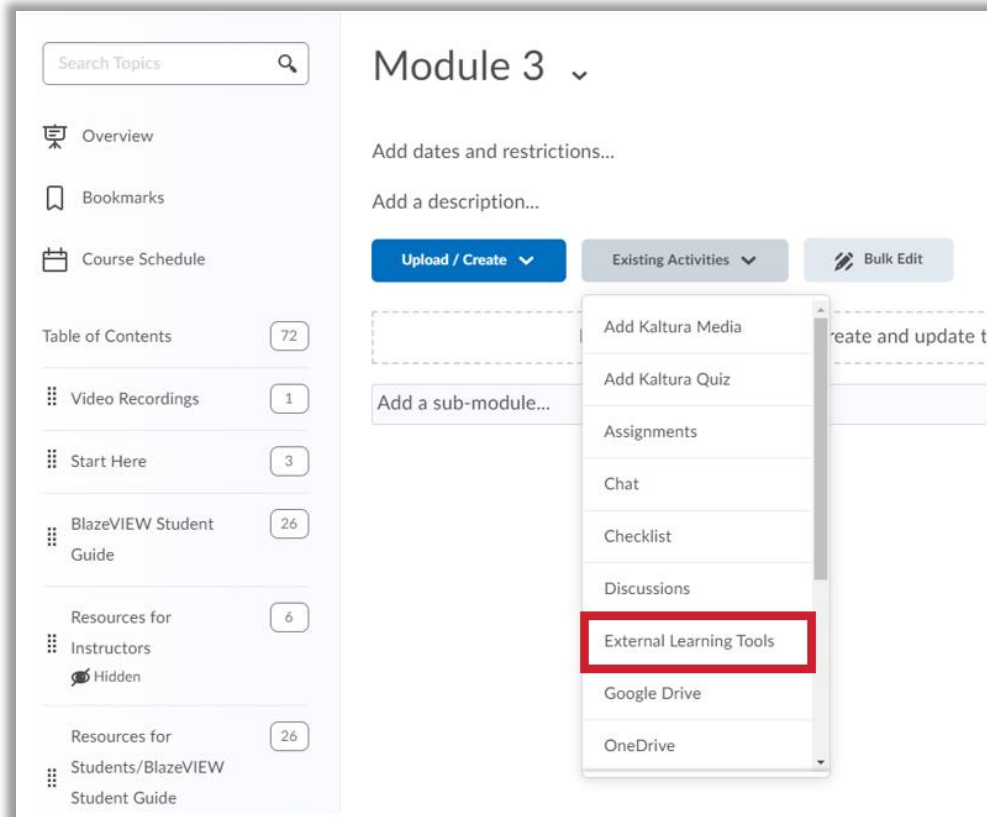 Search Topics
Overview
Bookmarks
Course Schedule
Table of Contents 72
Video Recordings 1
Start Here 3
BlazeVIEW Student 26
Guide
Resources for 6
Instructors
Hidden
Resources for 26
Students/BlazeVIEW
Student Guide
Module 3
Add dates and restrictions...
Add a description...
Upload / Create Existing Activities Bulk Edit
reate and update t
Add a sub-module...
Add Kaltura Media
Add Kaltura Quiz
Assignments
Chat
Checklist
Discussions
External Learning Tools
Google Drive
OneDrive